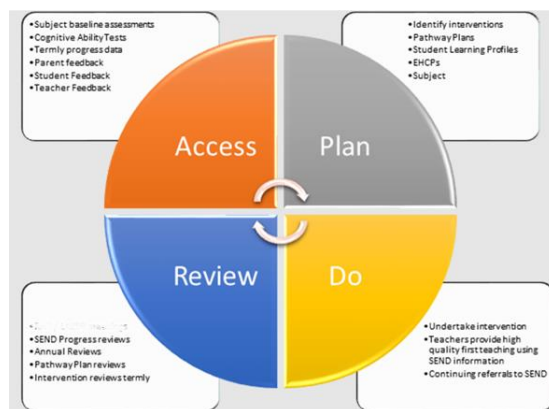 Subject baseline assessments
Cognitive Ability Tests
Termly progress data
Parent feedback
Student Feedback
Teacher Feedback
Identify interventions
Pathway Plans
Student Learning Profiles
EHCPs
Subject
Access
Plan
Review
Do
SEND Progress reviews
Annual Reviews
Pathway Plan reviews
Intervention reviews termly
Undertake intervention
Teachers provide high
quality first teaching using
SEND information
Continuing referrals to SEND